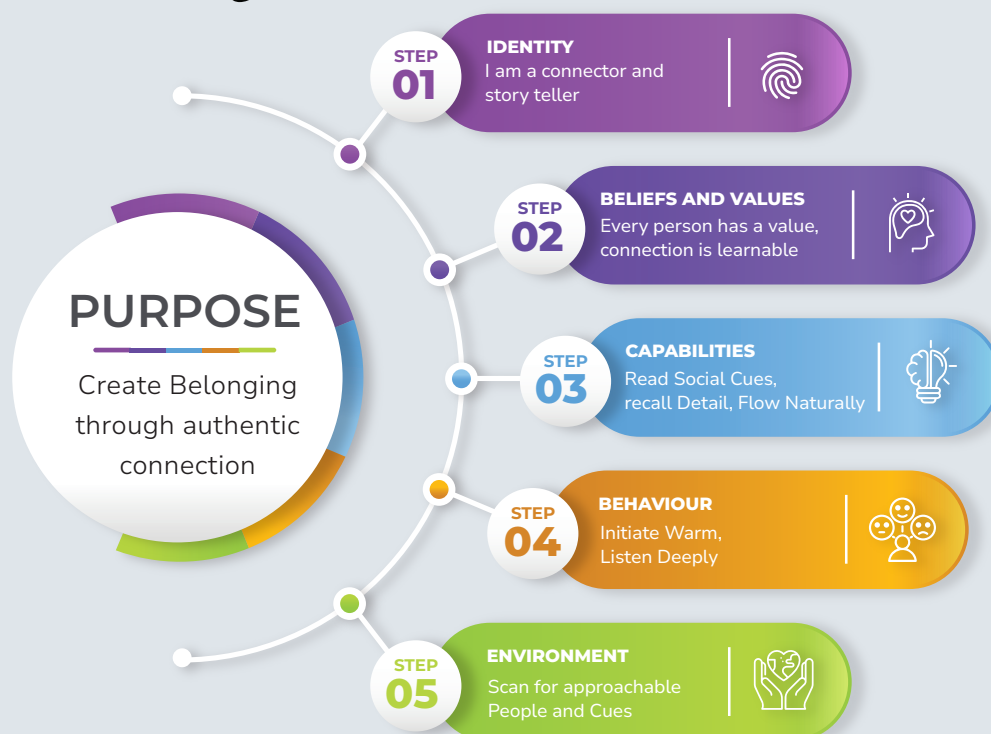 PURPOSE
Create Belonging
through authentic
connection
STEP
01
IDENTITY
I am a connector and
story teller
STEP
02
BELIEFS AND VALUES
Every person has a value,
connection is learnable
STEP
03
CAPABILITIES
Read Social Cues,
recall Detail, Flow Naturally
STEP
04
BEHAVIOUR
Initiate Warm,
Listen Deeply
STEP
05
ENVIRONMENT
Scan for approachable
People and Cues